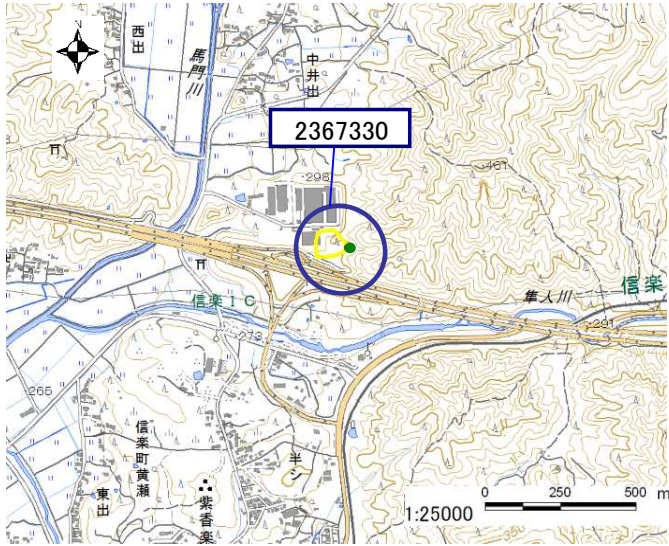 西出
馬門川
中井出
2367330
298
461
信楽IC
隼人川
信楽
273
291
265
信楽町黄瀬
東出
紫香楽
半シ
1:25000
0 250 500 m